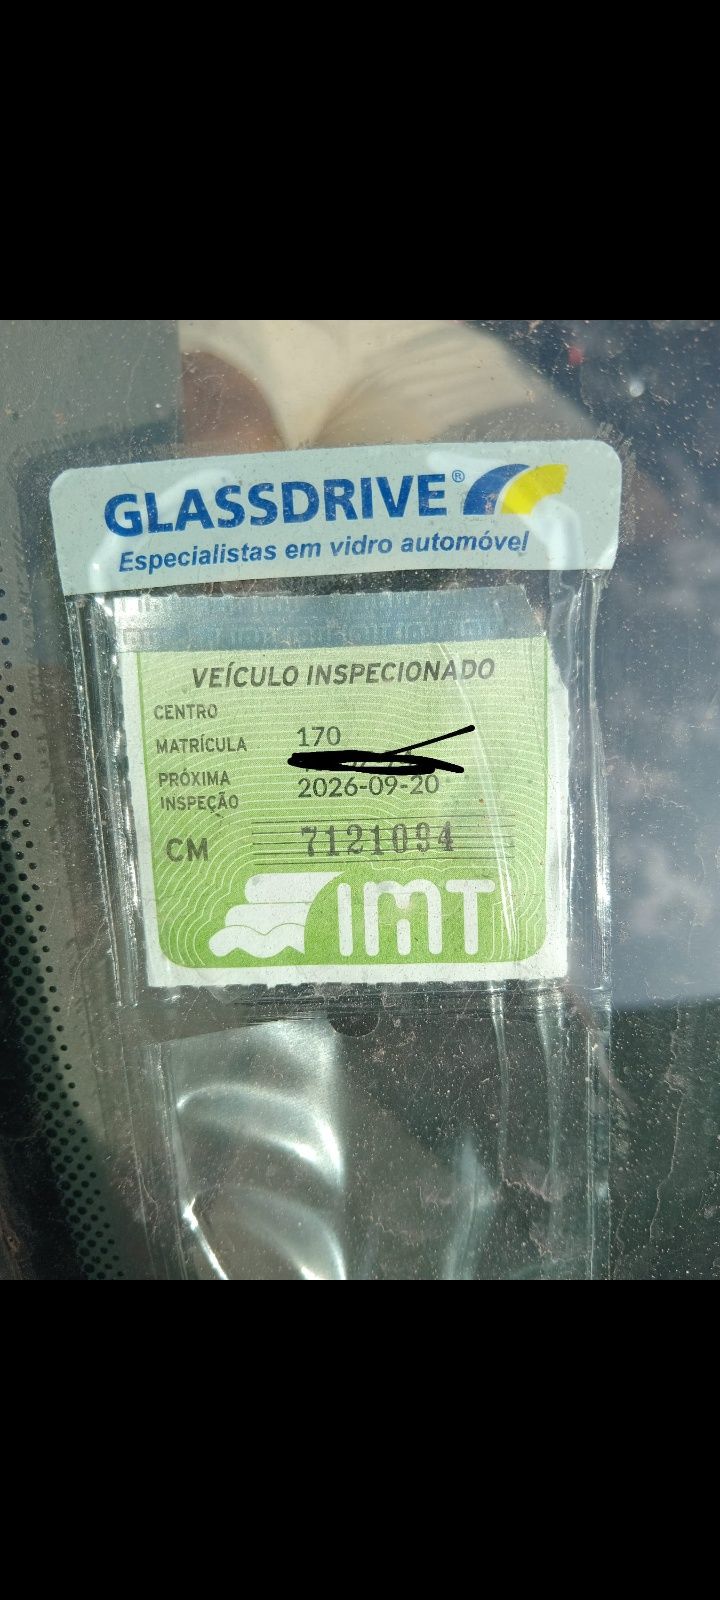 GLASSDRIVE®
Especialistas em vidro automóvel
VEÍCULO INSPECIONADO
CENTRO 170
MATRÍCULA
PRÓXIMA INSPEÇÃO 2026-09-20
CM 7121094
IMT